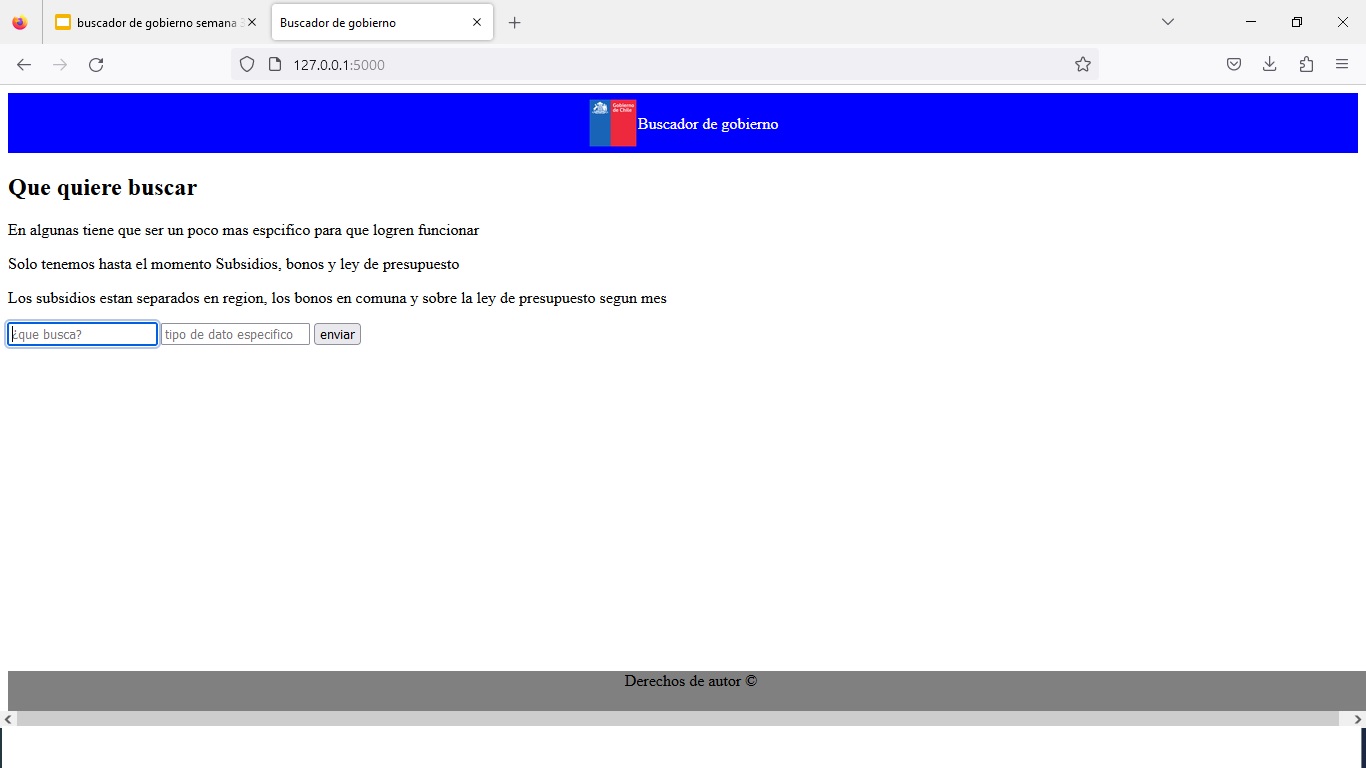 buscador de gobierno semana 3
Buscador de gobierno
127.0.0.1:5000
Gobierno
de Chile
Buscador de gobierno
Que quiere buscar
En algunas tiene que ser un poco mas espcifico para que logren funcionar
Solo tenemos hasta el momento Subsidios, bonos y ley de presupuesto
Los subsidios estan separados en region, los bonos en comuna y sobre la ley de presupuesto segun mes
¿que busca? tipo de dato especifico enviar
Derechos de autor ©